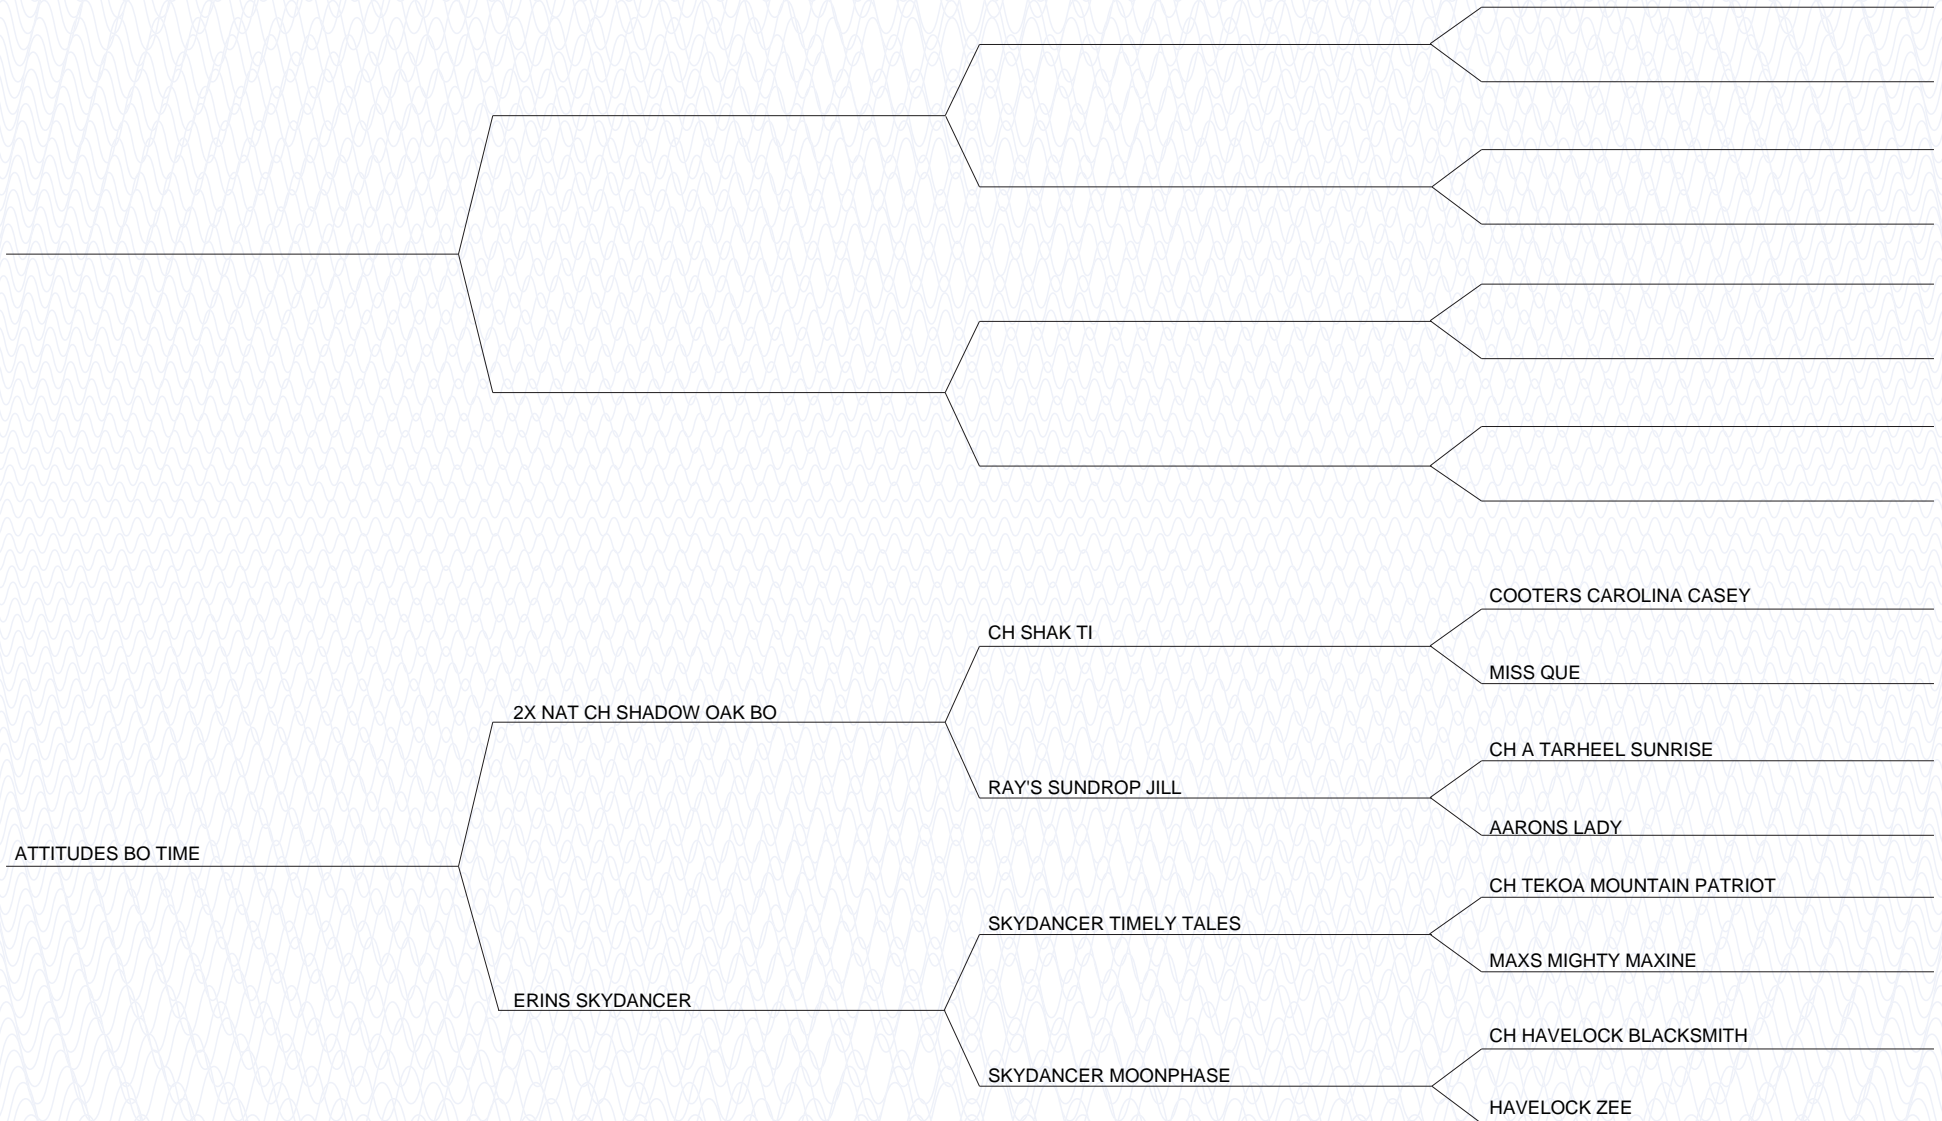 COOTERS CAROLINA CASEY
CH SHAK TI
MISS QUE
2X NAT CH SHADOW OAK BO
CH A TARHEEL SUNRISE
RAY'S SUNDROP JILL
AARONS LADY
ATTITUDES BO TIME
CH TEKOA MOUNTAIN PATRIOT
SKYDANCER TIMELY TALES
MAXS MIGHTY MAXINE
ERINS SKYDANCER
CH HAVELOCK BLACKSMITH
SKYDANCER MOONPHASE
HAVELOCK ZEE